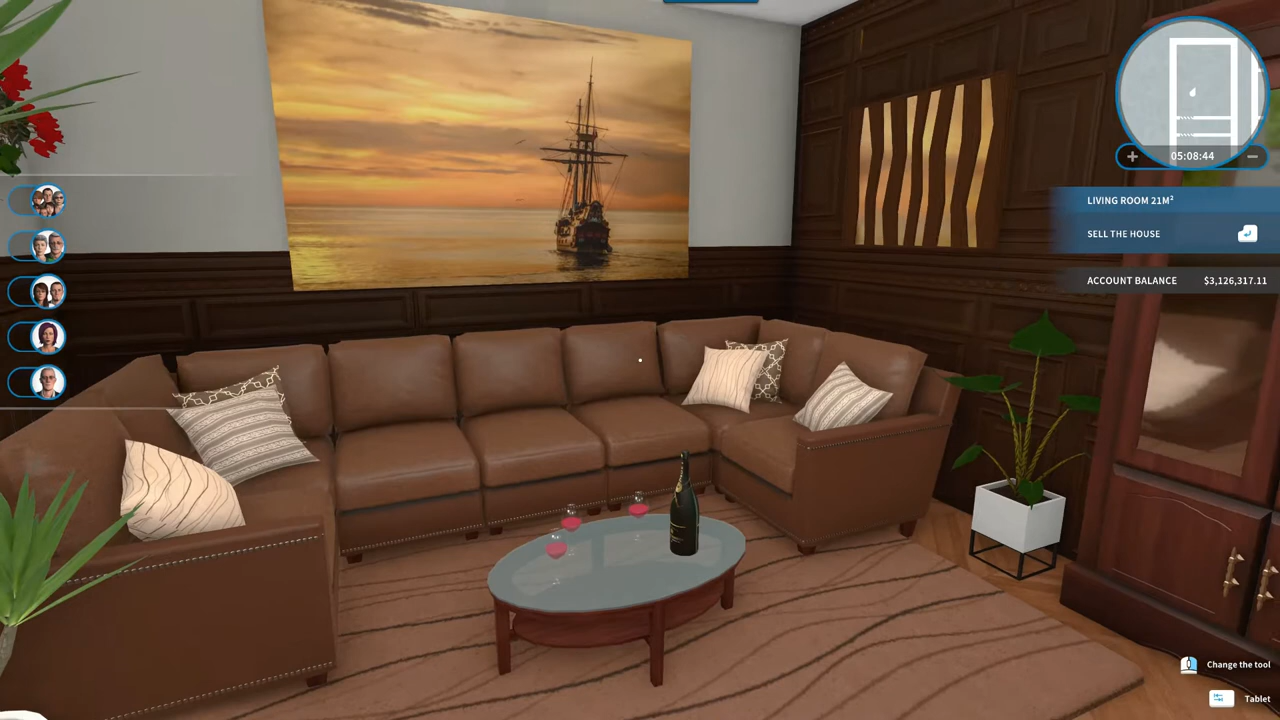 05:08:44
LIVING ROOM 21M²
SELL THE HOUSE
ACCOUNT BALANCE $3,126,317.11
Change the tool
Tablet